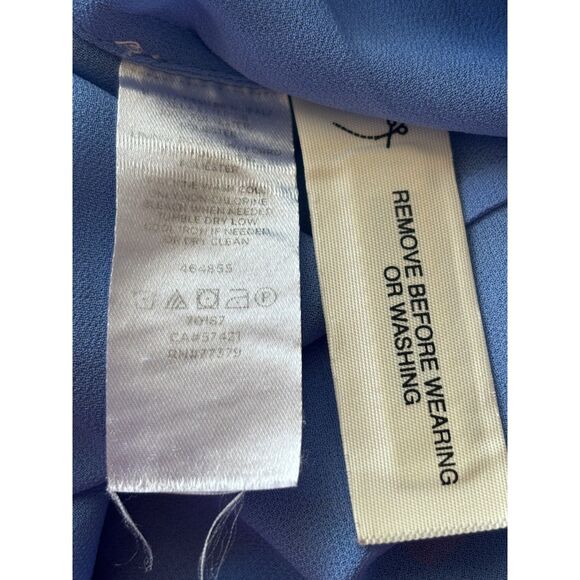 POLYESTER
MACHINE WASH COLD
ONLY NON CHLORINE
BLEACH WHEN NEEDED
TUMBLE DRY LOW
COOL IRON IF NEEDED
OR DRY CLEAN
464855
P
70167
CA#57421
RN#77379
REMOVE BEFORE WEARING
OR WASHING